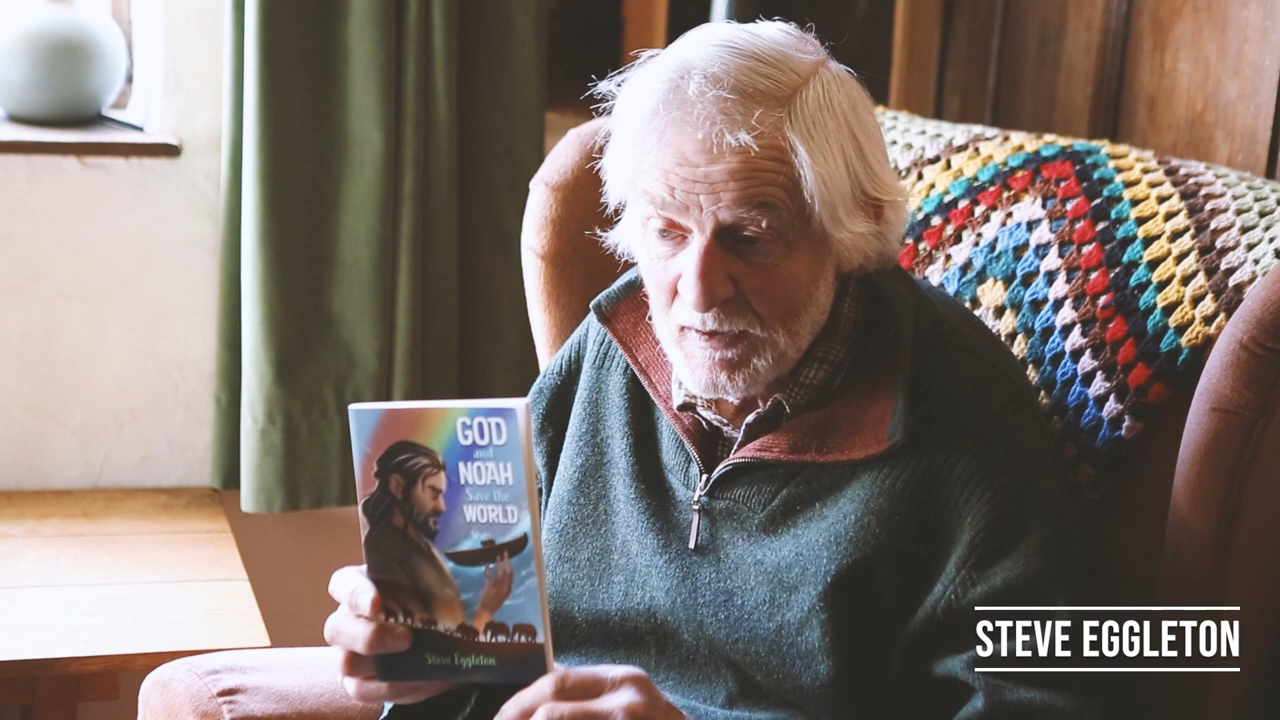 GOD
and
NOAH
Save the
WORLD
Steve Eggleton
STEVE EGGLETON